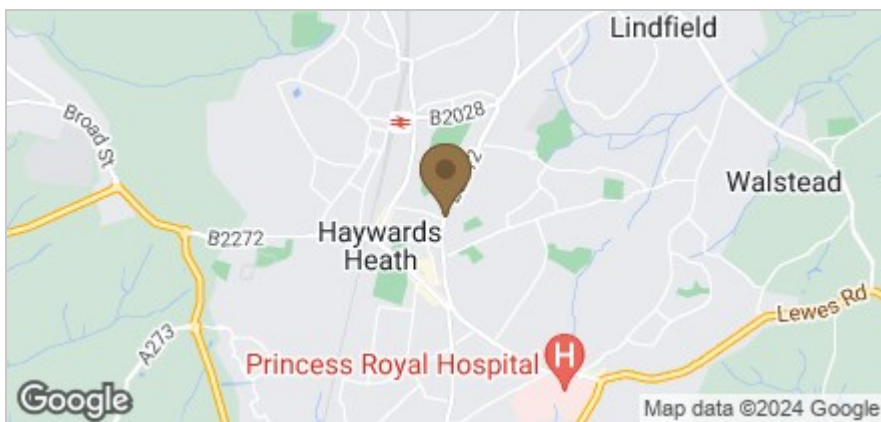 Lindfield
B2028
Broad St
Walstead
B2272
Haywards
Heath
Lewes Rd
A273
Princess Royal Hospital
H
Google
Map data ©2024 Google